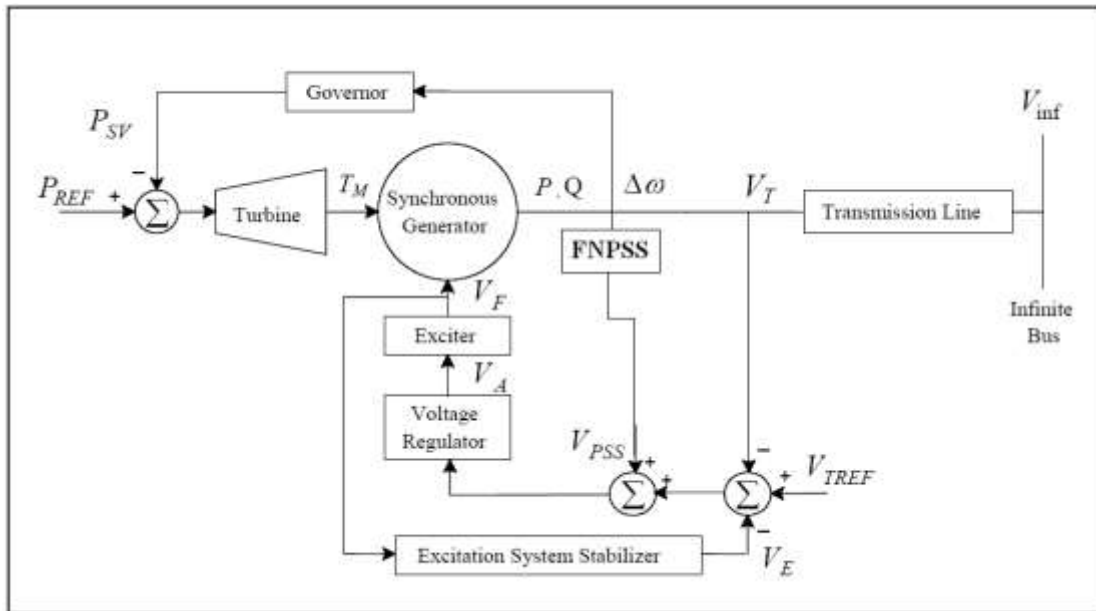 Governor
V_inf
P_SV
-
P_REF
+
Σ
Turbine
T_M
Synchronous
Generator
P.Q
Δω
V_T
Transmission Line
FNPSS
V_F
Infinite
Bus
Exciter
V_A
Voltage
Regulator
V_PSS
+
+
Σ
-
+
Σ
V_TREF
-
Excitation System Stabilizer
V_E